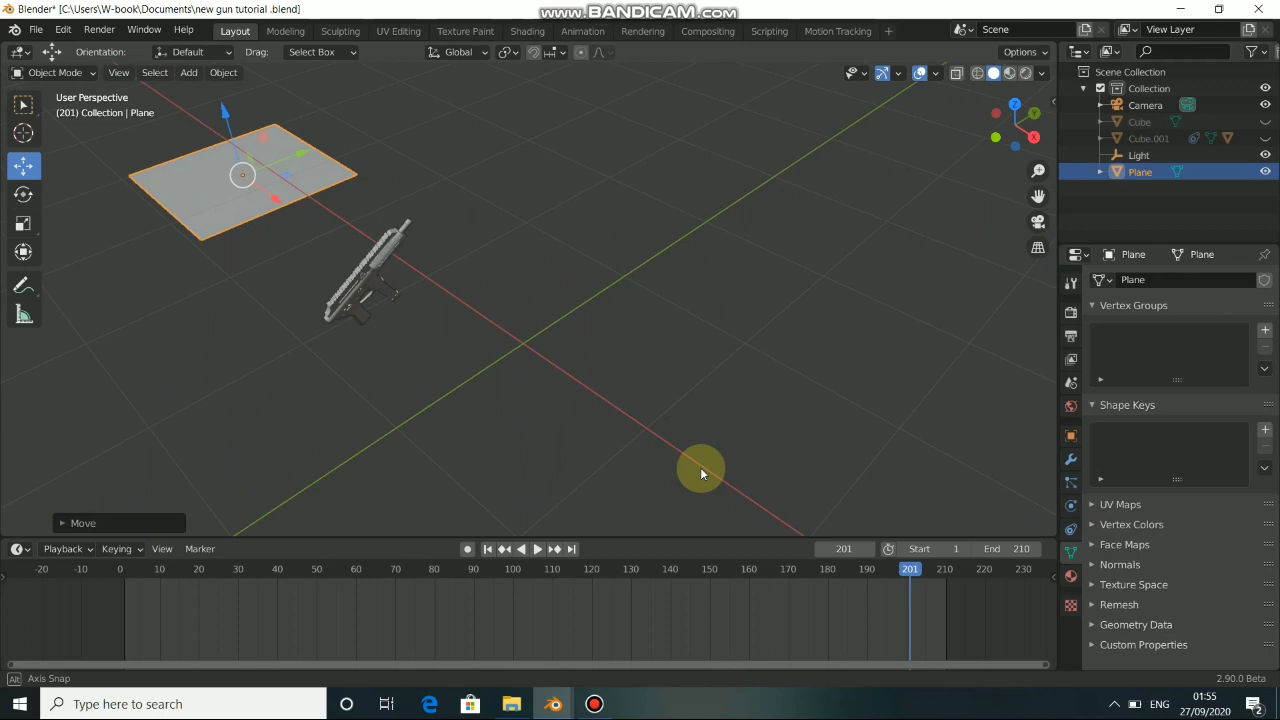 Blender* [C:\Users\W-book\Documents\new gun tutorial .blend]
www.BANDICAM.com
File Edit Render Window Help Layout Modeling Sculpting UV Editing Texture Paint Shading Animation Rendering Compositing Scripting Motion Tracking + Scene View Layer
Orientation: Default Drag: Select Box Global Options
Object Mode View Select Add Object
User Perspective
(201) Collection | Plane
Z
Y
X
Scene Collection
Collection
Camera
Cube
Cube.001
Light
Plane
Plane Plane
Plane
Vertex Groups
Shape Keys
UV Maps
Vertex Colors
Face Maps
Normals
Texture Space
Remesh
Geometry Data
Custom Properties
Move
Playback Keying View Marker 201 Start 1 End 210
-20 -10 0 10 20 30 40 50 60 70 80 90 100 110 120 130 140 150 160 170 180 190 201 210 220 230
Alt Axis Snap
2.90.0 Beta
Type here to search
ENG
01:55
27/09/2020
2